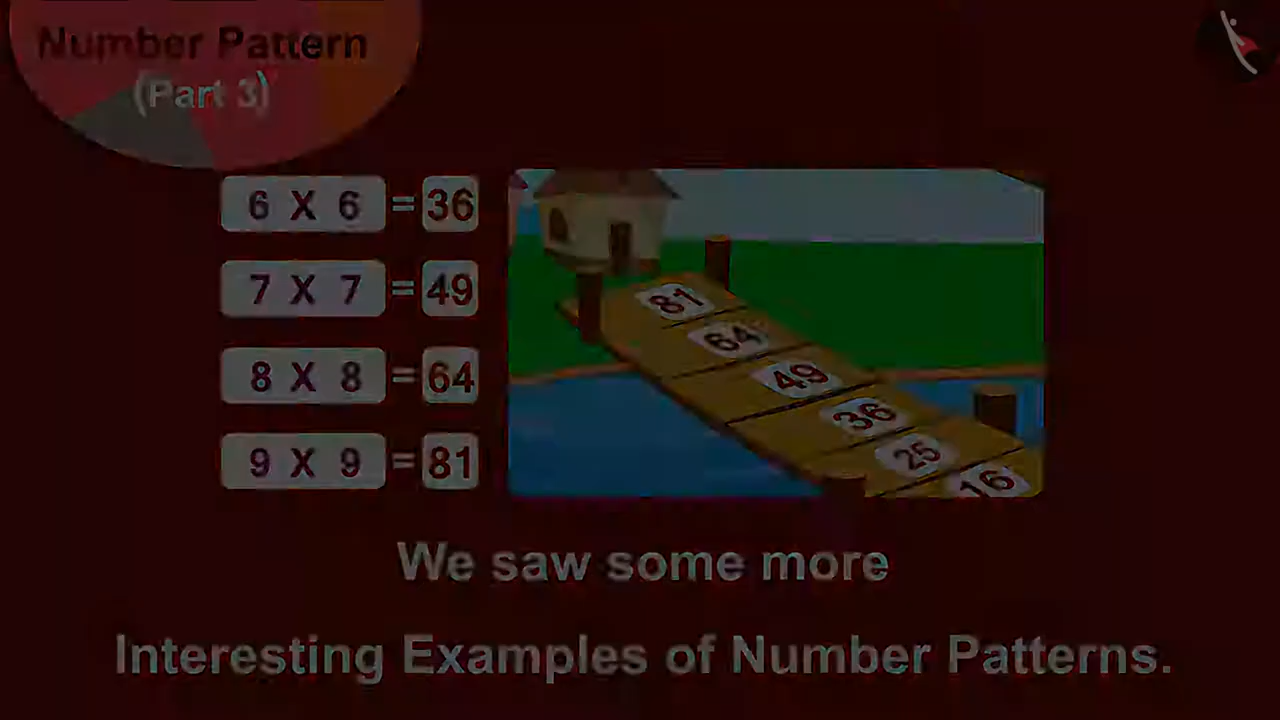 Number Pattern
(Part 3)
6 X 6 = 36
7 X 7 = 49
8 X 8 = 64
9 X 9 = 81
81
64
49
36
25
16
We saw some more
Interesting Examples of Number Patterns.